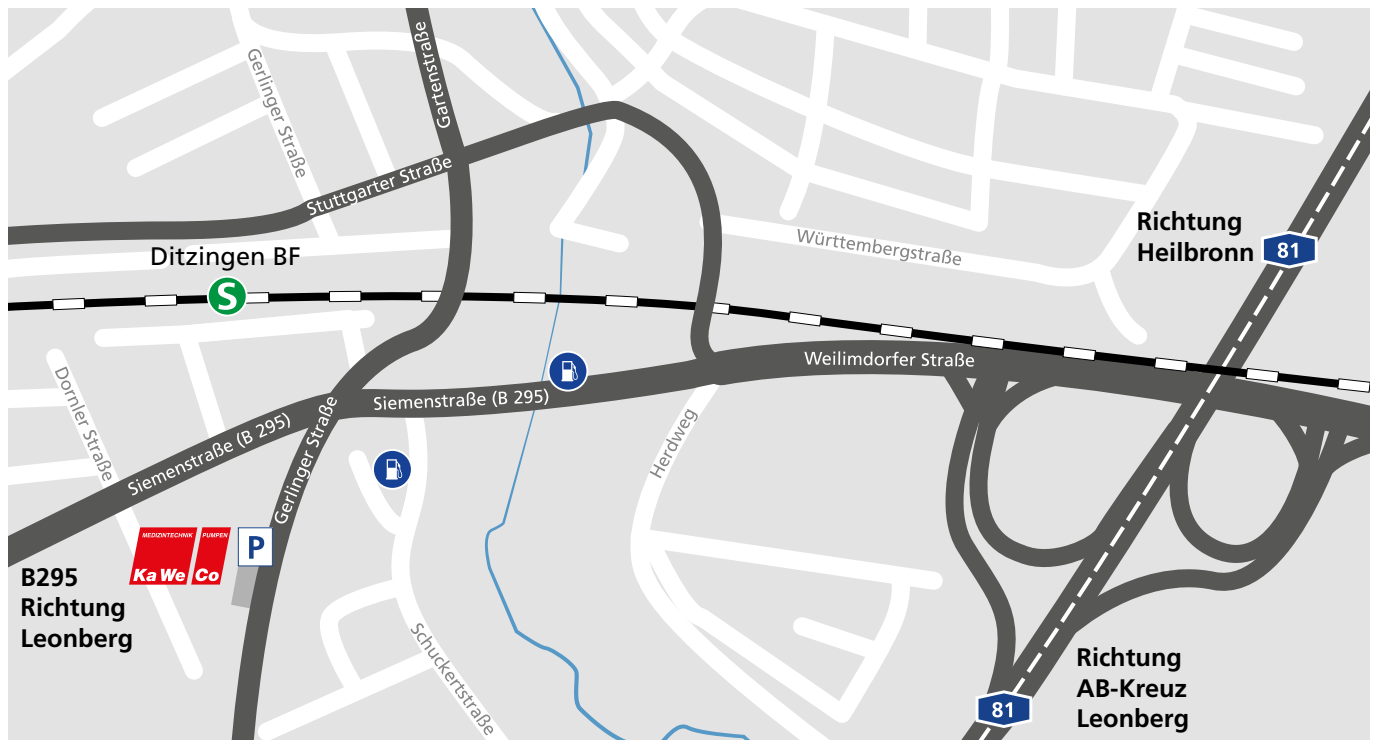 Gartenstraße
Gerlinger Straße
Stuttgarter Straße
Richtung
Heilbronn
81
Württembergstraße
Ditzingen BF
S
Weilimdorfer Straße
Dornler Straße
Siemenstraße (B 295)
Siemenstraße (B 295)
Gerlinger Straße
Herdweg
MEDIZINTECHNIK PUMPEN
Ka We Co
P
B295
Richtung
Leonberg
Schuckertstraße
Richtung
AB-Kreuz
Leonberg
81